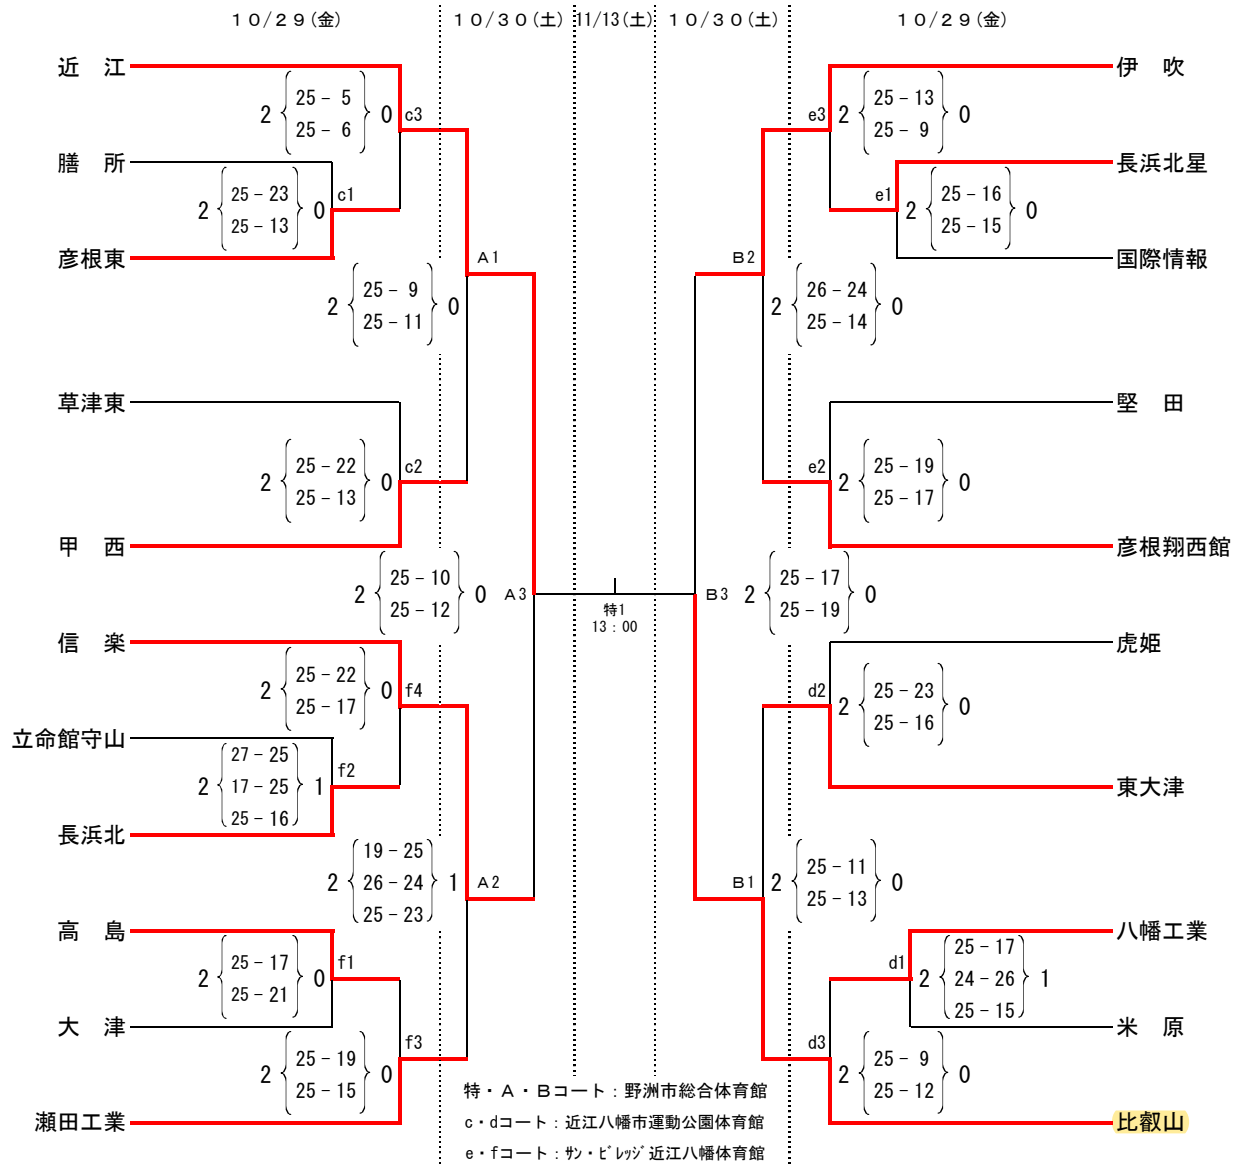 １０/２９(金) １０/３０(土) 11/13(土) １０/３０(土) １０/２９(金)
近　江
2 25－ 5 0 c3
25－ 6
膳　所
2 25－23 0 c1
25－13
彦根東
A1
2 25－ 9 0
25－11
草津東
2 25－22 0 c2
25－13
甲　西
2 25－10 0 A3
25－12
信　楽
2 25－22 0 f4
25－17
立命館守山
27－25 f2
2 17－25 1
25－16
長浜北
19－25
2 26－24 1 A2
25－23
高　島
2 25－17 0 f1
25－21
大　津
2 25－19 0 f3
25－15
瀬田工業
特1
13：00
伊　吹
e3 2 25－13 0
25－ 9
長浜北星
e1 2 25－16 0
25－15
国際情報
B2
2 26－24 0
25－14
堅　田
e2 2 25－19 0
25－17
彦根翔西館
B3 2 25－17 0
25－19
虎姫
d2 2 25－23 0
25－16
東大津
B1 2 25－11 0
25－13
八幡工業
d1 25－17
2 24－26 1
25－15
米　原
d3 2 25－ 9 0
25－12
比叡山
特・A・Bコート：野洲市総合体育館
c・dコート：近江八幡市運動公園体育館
e・fコート：ｻﾝ・ﾋﾞﾚｯｼﾞ近江八幡体育館